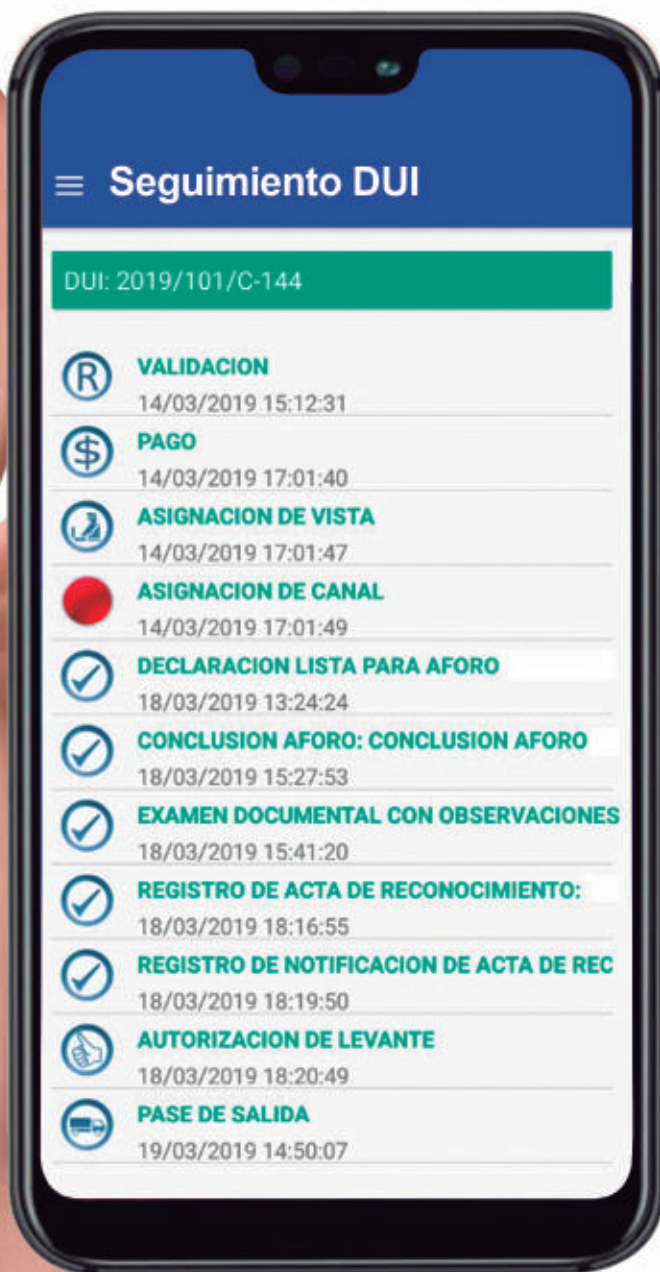 Seguimiento DUI
DUI: 2019/101/C-144
R VALIDACION
14/03/2019 15:12:31
$ PAGO
14/03/2019 17:01:40
ASIGNACION DE VISTA
14/03/2019 17:01:47
ASIGNACION DE CANAL
14/03/2019 17:01:49
DECLARACION LISTA PARA AFORO
18/03/2019 13:24:24
CONCLUSION AFORO: CONCLUSION AFORO
18/03/2019 15:27:53
EXAMEN DOCUMENTAL CON OBSERVACIONES
18/03/2019 15:41:20
REGISTRO DE ACTA DE RECONOCIMIENTO:
18/03/2019 18:16:55
REGISTRO DE NOTIFICACION DE ACTA DE REC
18/03/2019 18:19:50
AUTORIZACION DE LEVANTE
18/03/2019 18:20:49
PASE DE SALIDA
19/03/2019 14:50:07